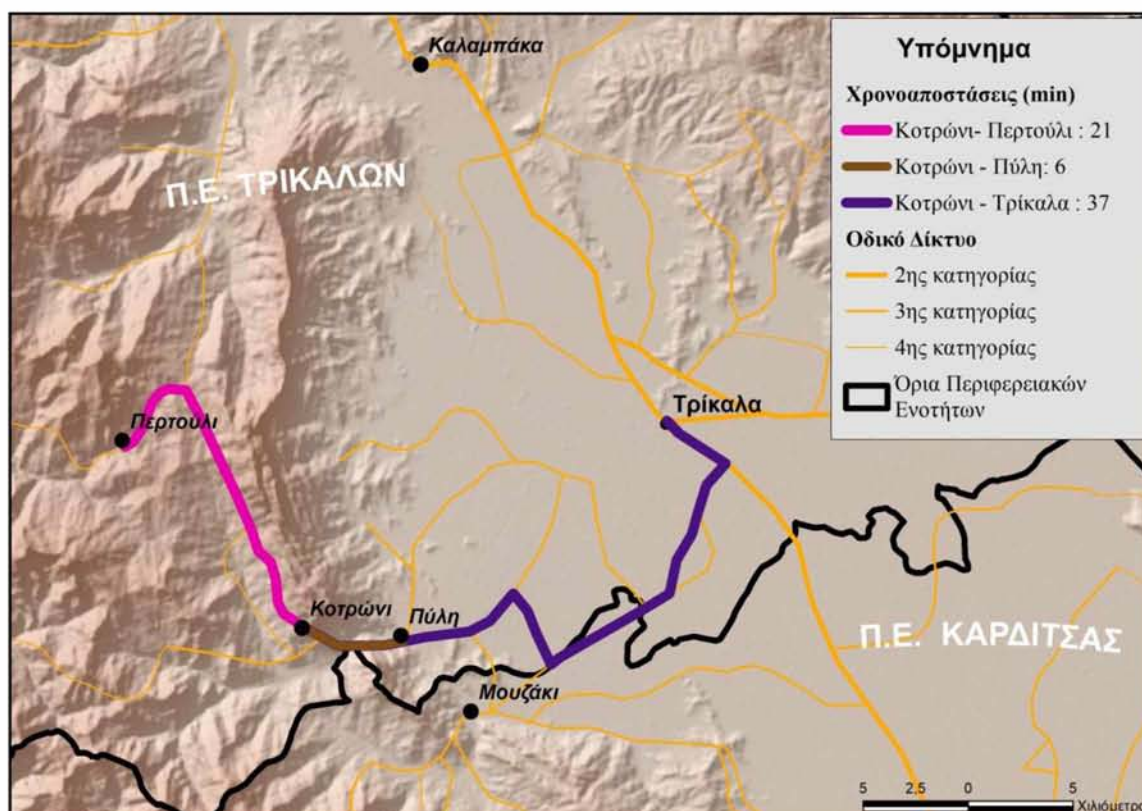 Καλαμπάκα
Π.Ε. ΤΡΙΚΑΛΩΝ
Περτούλι
Τρίκαλα
Κοτρώνι
Πύλη
Μουζάκι
Π.Ε. ΚΑΡΔΙΤΣΑΣ
Υπόμνημα
Χρονοαποστάσεις (min)
Κοτρώνι- Περτούλι : 21
Κοτρώνι - Πύλη: 6
Κοτρώνι - Τρίκαλα : 37
Οδικό Δίκτυο
2ης κατηγορίας
3ης κατηγορίας
4ης κατηγορίας
Όρια Περιφερειακών
Ενοτήτων
5 2.5 0 5
Χιλιόμετρα